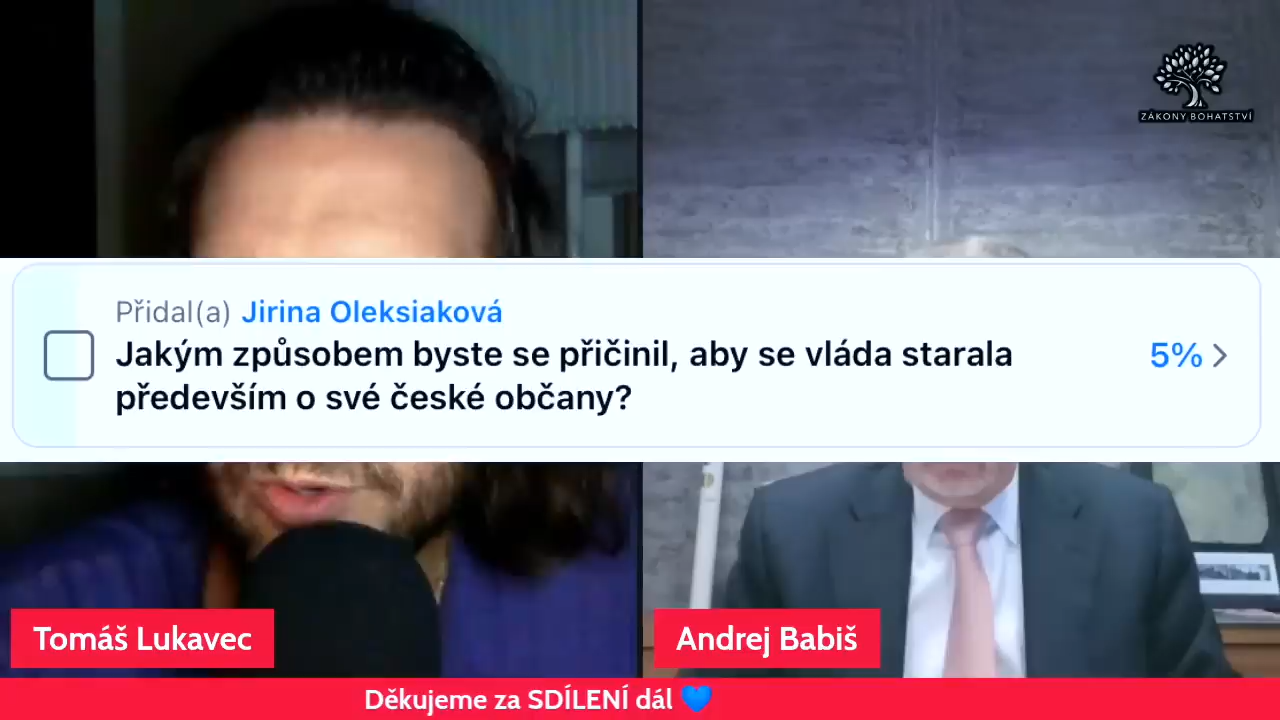 ZÁKONY BOHATSTVÍ
Přidal(a) Jirina Oleksiaková
Jakým způsobem byste se přičinil, aby se vláda starala
především o své české občany?
5%
Tomáš Lukavec
Andrej Babiš
Děkujeme za SDÍLENÍ dál 💙